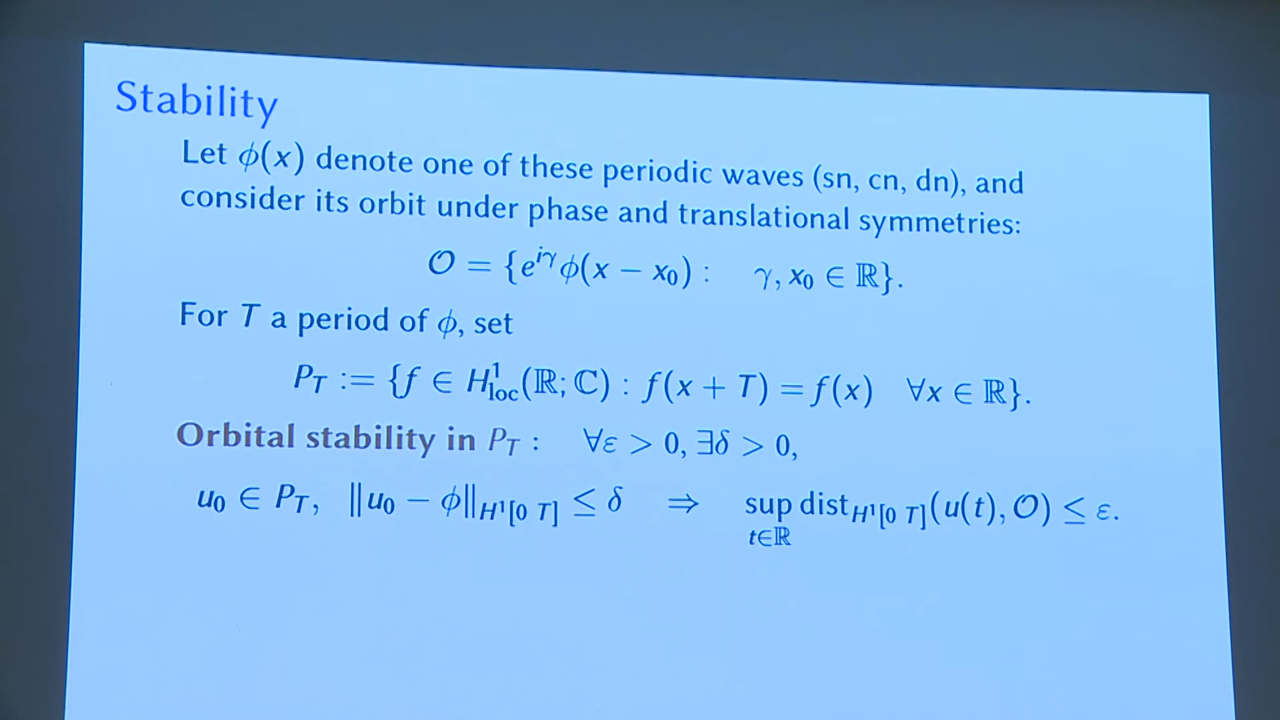 Stability
Let ϕ(x) denote one of these periodic waves (sn, cn, dn), and
consider its orbit under phase and translational symmetries:
𝒪 = {e^{iγ}ϕ(x − x₀) : γ, x₀ ∈ ℝ}.
For T a period of ϕ, set
P_T := {f ∈ H¹_loc(ℝ; ℂ) : f(x + T) = f(x) ∀x ∈ ℝ}.
Orbital stability in P_T : ∀ε > 0, ∃δ > 0,
u₀ ∈ P_T, ‖u₀ − ϕ‖_{H¹[0 T]} ≤ δ ⇒ sup_{t∈ℝ} dist_{H¹[0 T]}(u(t), 𝒪) ≤ ε.